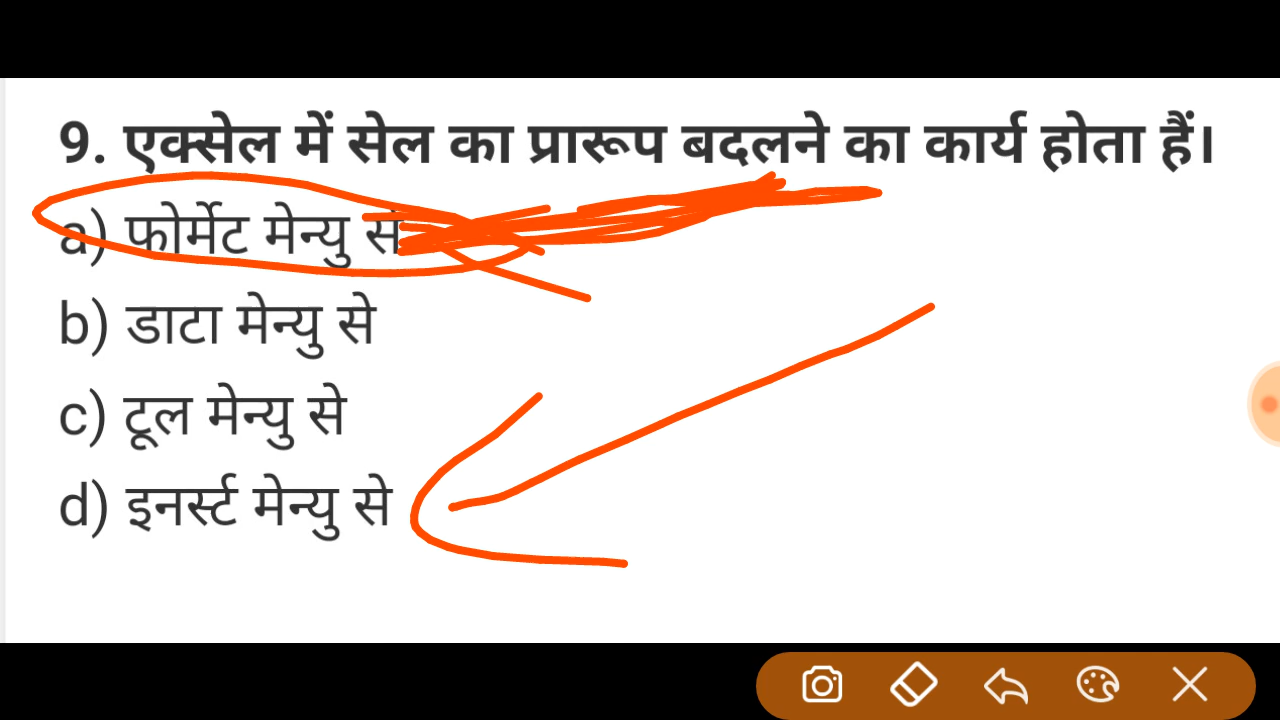 9. एक्सेल में सेल का प्रारूप बदलने का कार्य होता हैं।
a) फोर्मेट मेन्यु से
b) डाटा मेन्यु से
c) टूल मेन्यु से
d) इनर्स्ट मेन्यु से